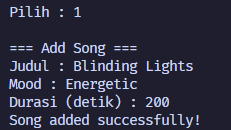 Pilih : 1
=== Add Song ===
Judul : Blinding Lights
Mood : Energetic
Durasi (detik) : 200
Song added successfully!